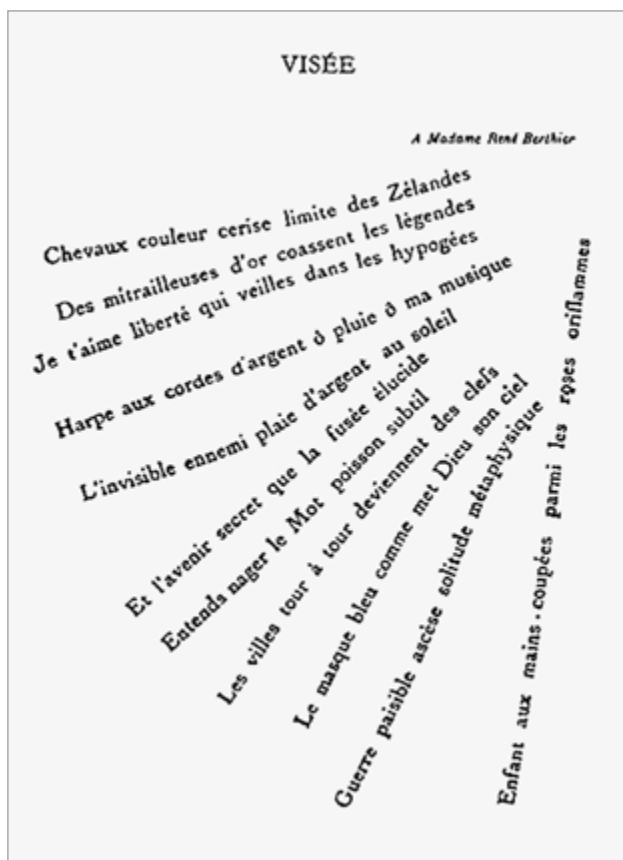 VISÉE
A Madame René Berthier
Chevaux couleur cerise limite des Zélandes
Des mitrailleuses d'or coassent les légendes
Je t'aime liberté qui veilles dans les hypogées
Harpe aux cordes d'argent ô pluie ô ma musique
L'invisible ennemi plaie d'argent au soleil
Et l'avenir secret que la fusée élucide
Entends nager le Mot poisson subtil
Les villes tour à tour deviennent des clefs
Le masque bleu comme met Dieu son ciel
Guerre paisible ascèse solitude métaphysique
Enfant aux mains coupées parmi les roses oriflammes